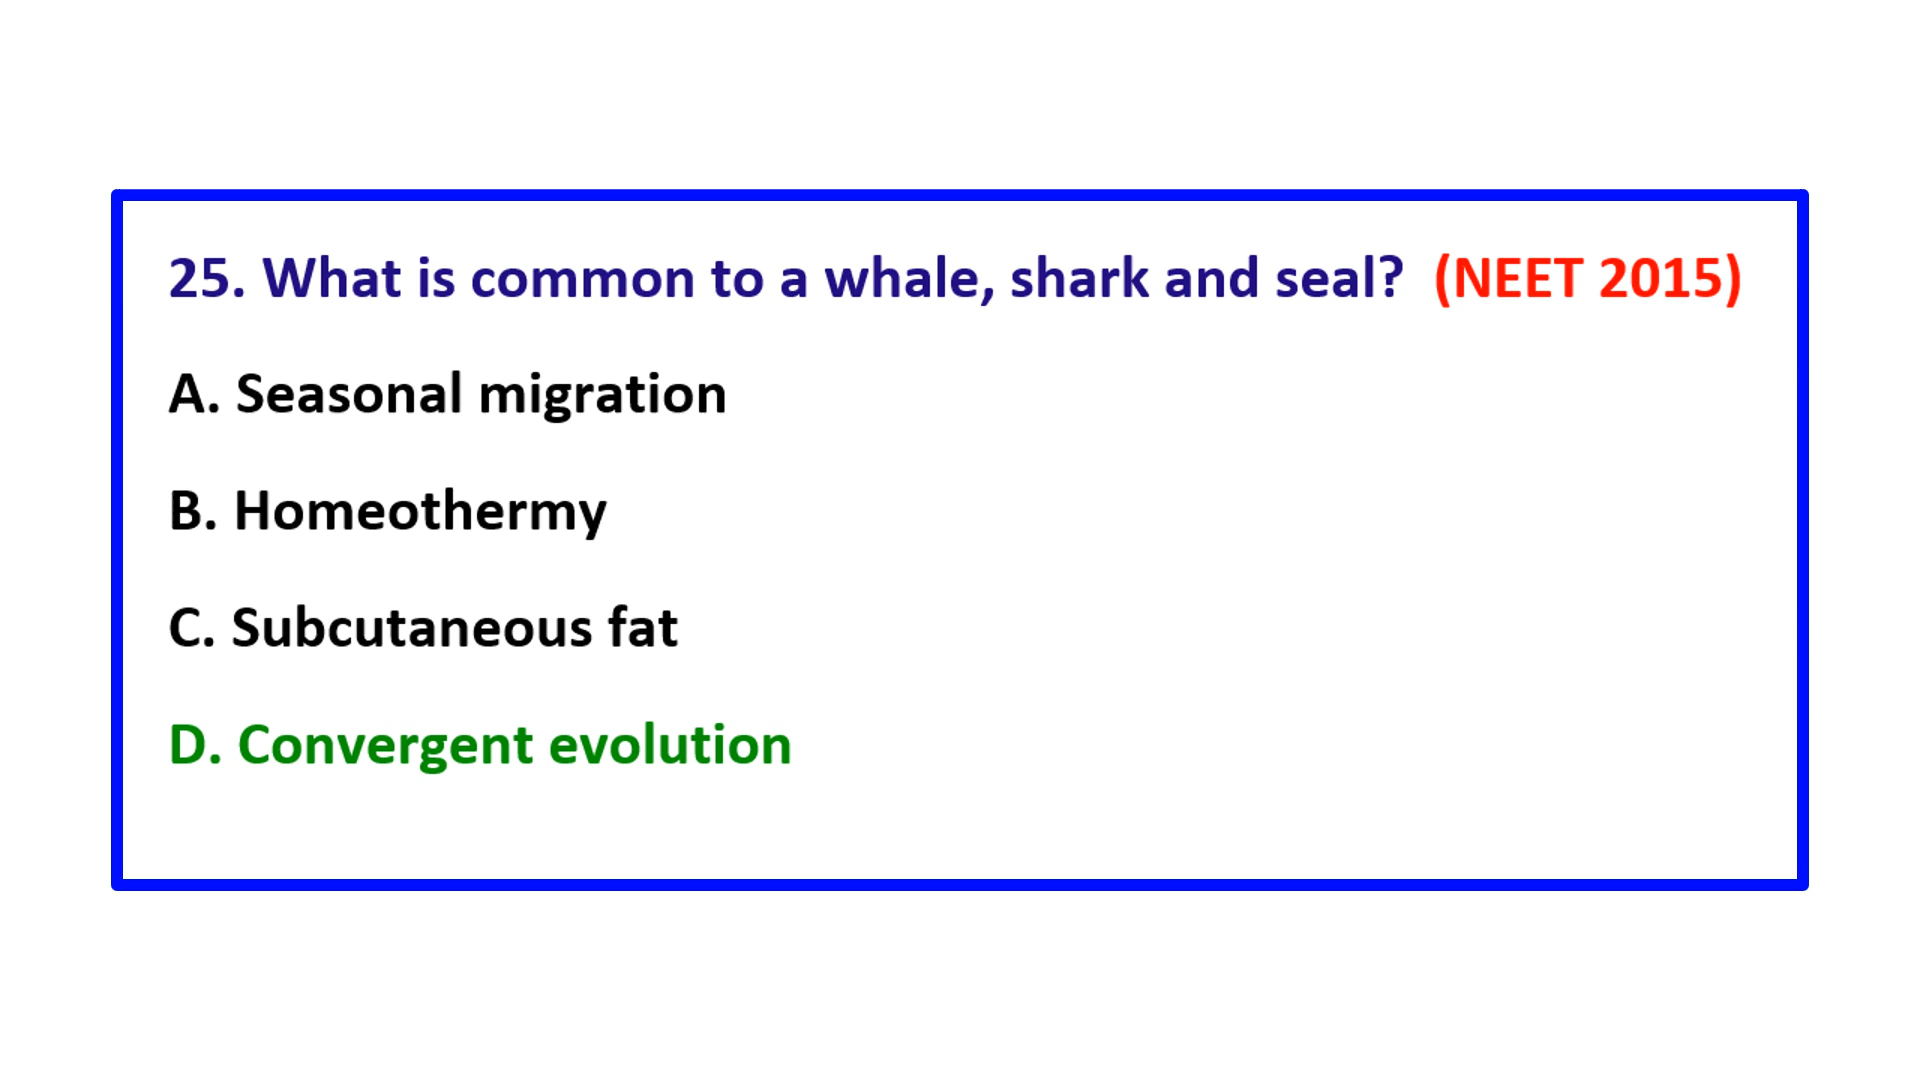 25. What is common to a whale, shark and seal? (NEET 2015)
A. Seasonal migration
B. Homeothermy
C. Subcutaneous fat
D. Convergent evolution